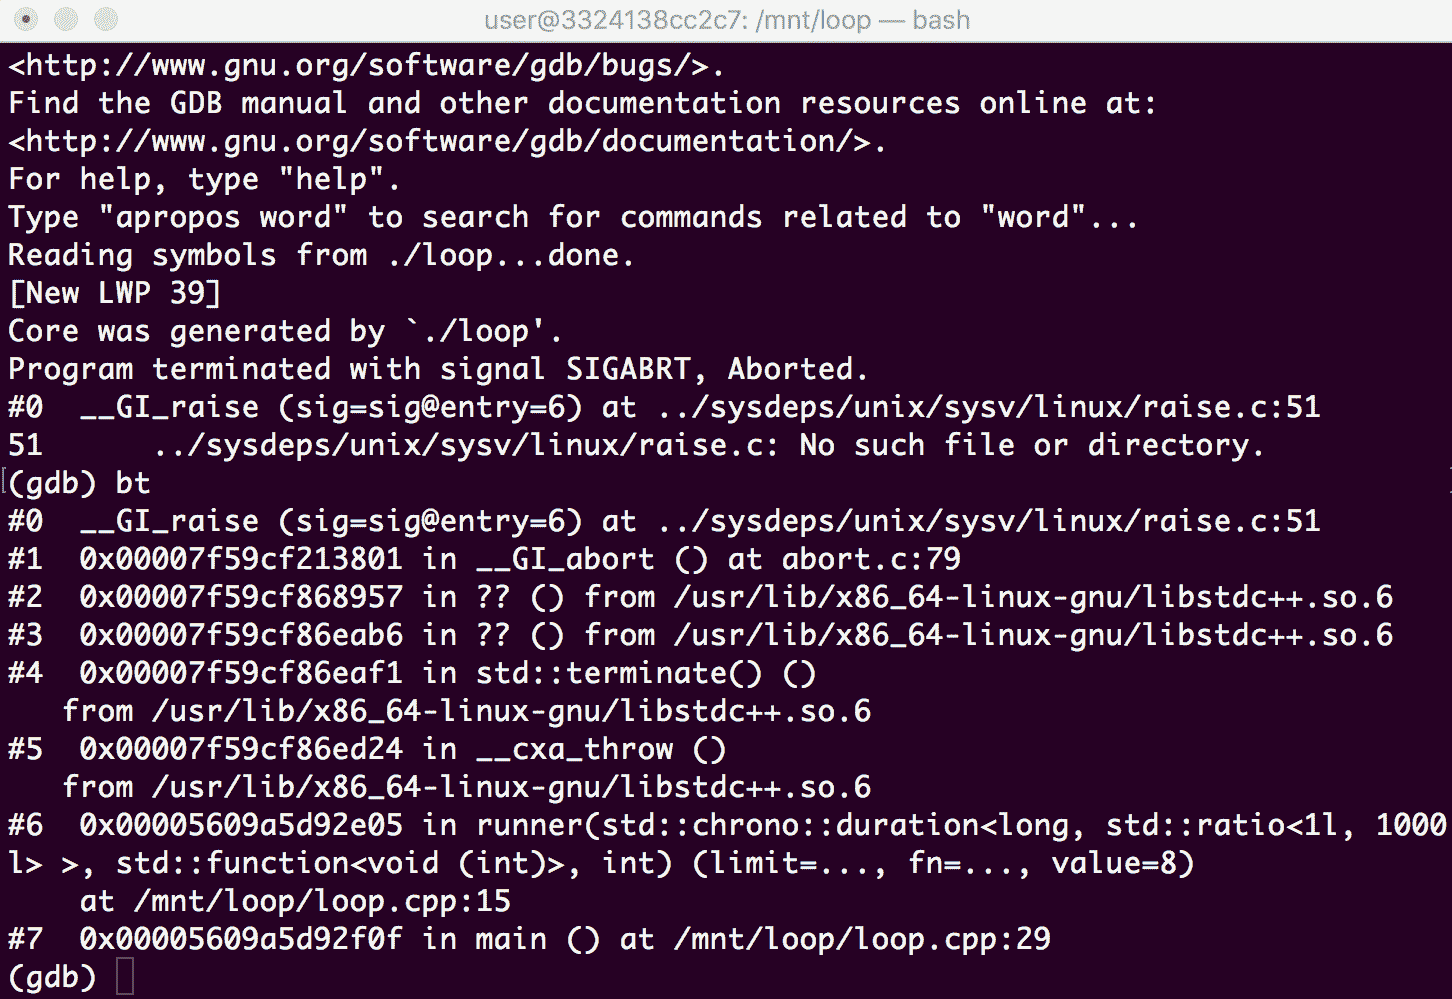 user@3324138cc2c7: /mnt/loop — bash
<http://www.gnu.org/software/gdb/bugs/>.
Find the GDB manual and other documentation resources online at:
<http://www.gnu.org/software/gdb/documentation/>.
For help, type "help".
Type "apropos word" to search for commands related to "word"...
Reading symbols from ./loop...done.
[New LWP 39]
Core was generated by `./loop'.
Program terminated with signal SIGABRT, Aborted.
#0  __GI_raise (sig=sig@entry=6) at ../sysdeps/unix/sysv/linux/raise.c:51
51      ../sysdeps/unix/sysv/linux/raise.c: No such file or directory.
(gdb) bt
#0  __GI_raise (sig=sig@entry=6) at ../sysdeps/unix/sysv/linux/raise.c:51
#1  0x00007f59cf213801 in __GI_abort () at abort.c:79
#2  0x00007f59cf868957 in ?? () from /usr/lib/x86_64-linux-gnu/libstdc++.so.6
#3  0x00007f59cf86eab6 in ?? () from /usr/lib/x86_64-linux-gnu/libstdc++.so.6
#4  0x00007f59cf86eaf1 in std::terminate() ()
   from /usr/lib/x86_64-linux-gnu/libstdc++.so.6
#5  0x00007f59cf86ed24 in __cxa_throw ()
   from /usr/lib/x86_64-linux-gnu/libstdc++.so.6
#6  0x00005609a5d92e05 in runner(std::chrono::duration<long, std::ratio<1l, 1000
l> >, std::function<void (int)>, int) (limit=..., fn=..., value=8)
    at /mnt/loop/loop.cpp:15
#7  0x00005609a5d92f0f in main () at /mnt/loop/loop.cpp:29
(gdb)